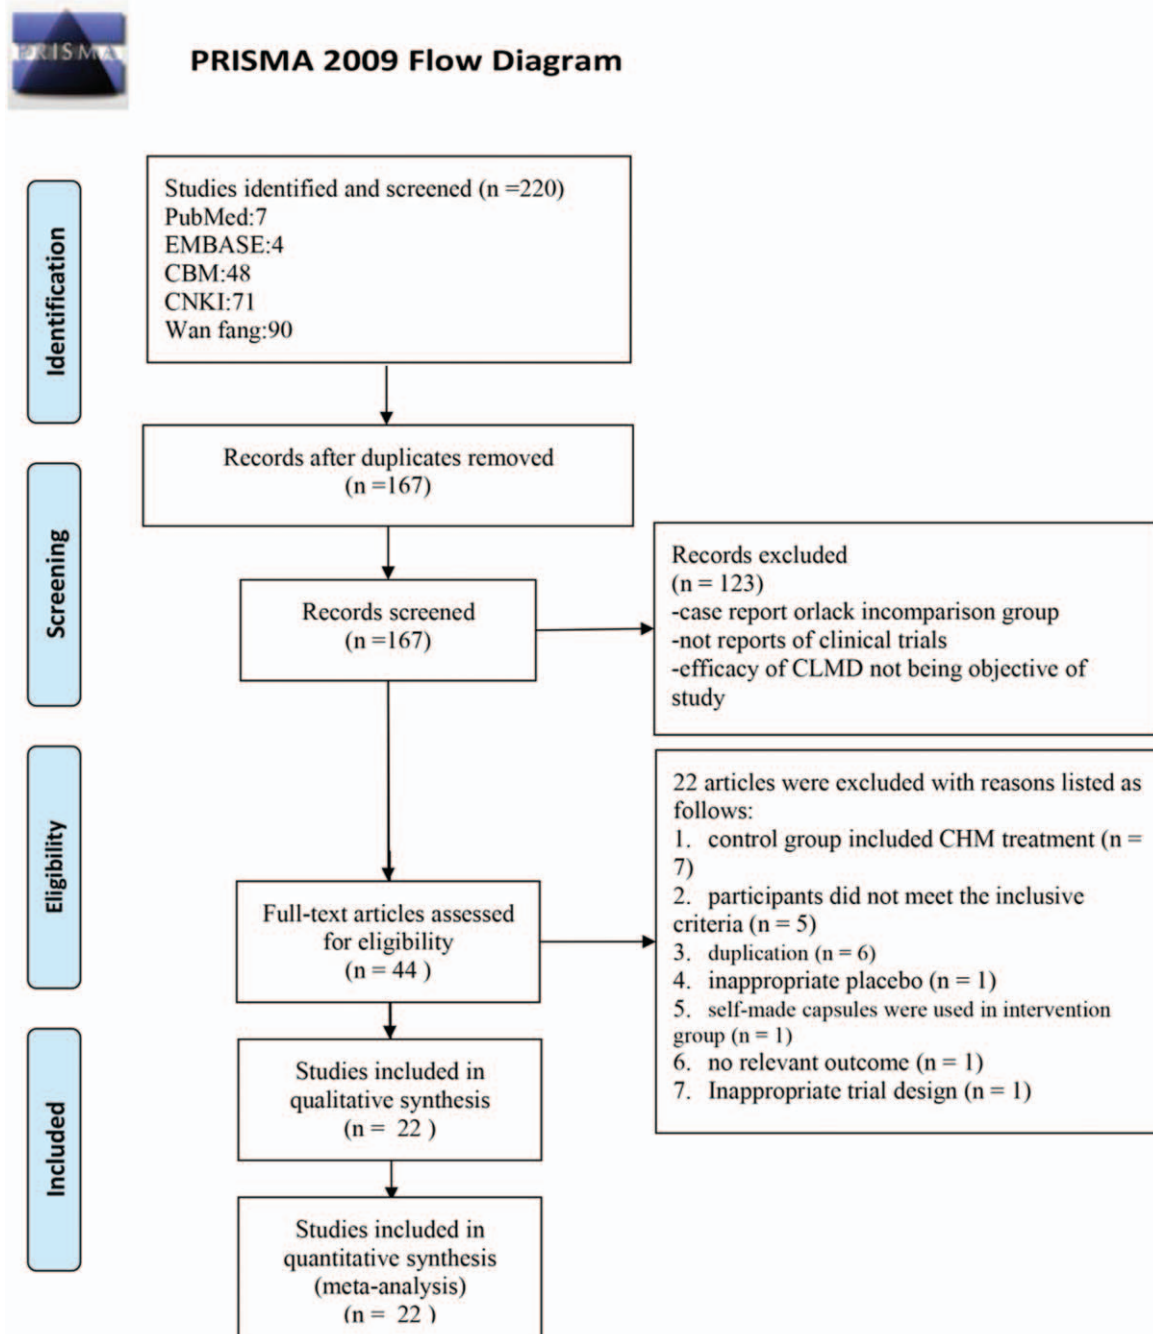 PRISMA
PRISMA 2009 Flow Diagram
Identification
Studies identified and screened (n =220)
PubMed:7
EMBASE:4
CBM:48
CNKI:71
Wan fang:90
Screening
Records after duplicates removed
(n =167)
Records screened
(n =167)
Records excluded
(n = 123)
-case report orlack incomparison group
-not reports of clinical trials
-efficacy of CLMD not being objective of
study
Eligibility
Full-text articles assessed
for eligibility
(n = 44 )
22 articles were excluded with reasons listed as
follows:
1. control group included CHM treatment (n =
7)
2. participants did not meet the inclusive
criteria (n = 5)
3. duplication (n = 6)
4. inappropriate placebo (n = 1)
5. self-made capsules were used in intervention
group (n = 1)
6. no relevant outcome (n = 1)
7. Inappropriate trial design (n = 1)
Included
Studies included in
qualitative synthesis
(n = 22 )
Studies included in
quantitative synthesis
(meta-analysis)
(n = 22 )